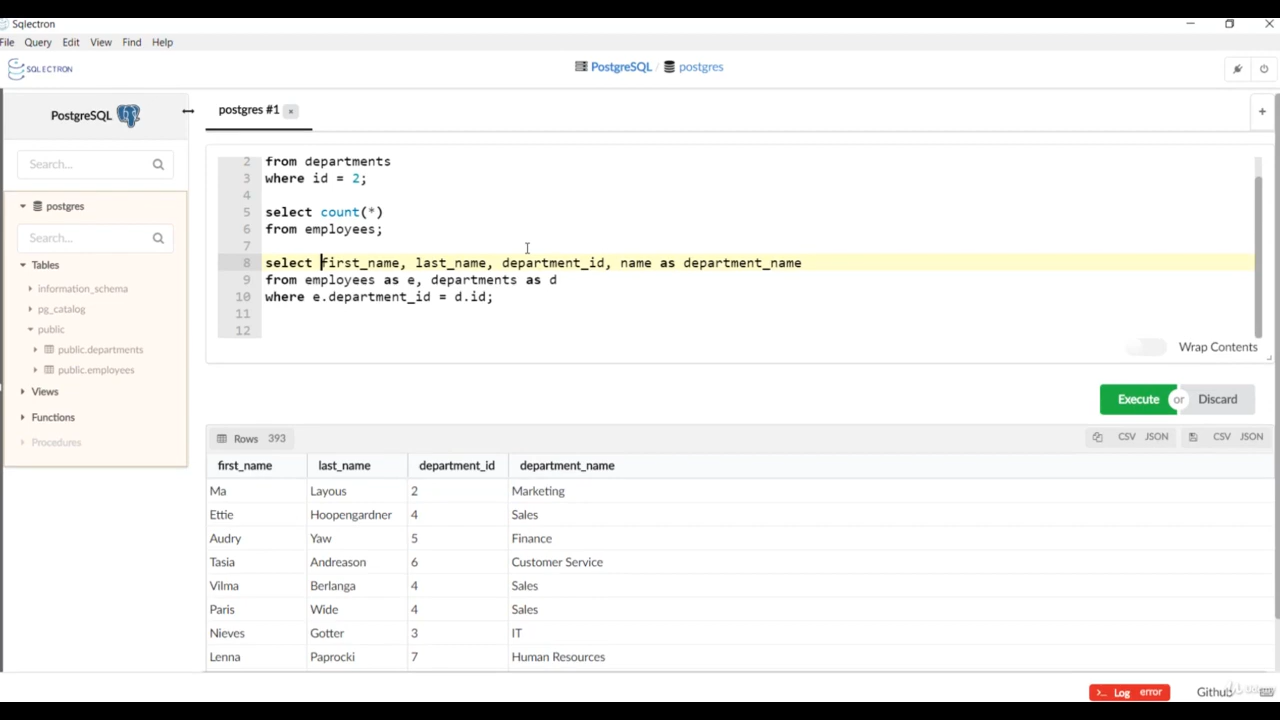 Sqlectron
File Query Edit View Find Help
SQLECTRON
PostgreSQL / postgres
PostgreSQL
postgres #1 ×
+
Search...
postgres
Search...
Tables
information_schema
pg_catalog
public
public.departments
public.employees
Views
Functions
Procedures
2 from departments
3 where id = 2;
4
5 select count(*)
6 from employees;
7
8 select first_name, last_name, department_id, name as department_name
9 from employees as e, departments as d
10 where e.department_id = d.id;
11
12
Wrap Contents
Execute or Discard
Rows 393 CSV JSON CSV JSON
first_name last_name department_id department_name
Ma Layous 2 Marketing
Ettie Hoopengardner 4 Sales
Audry Yaw 5 Finance
Tasia Andreason 6 Customer Service
Vilma Berlanga 4 Sales
Paris Wide 4 Sales
Nieves Gotter 3 IT
Lenna Paprocki 7 Human Resources
>_ Log error Github